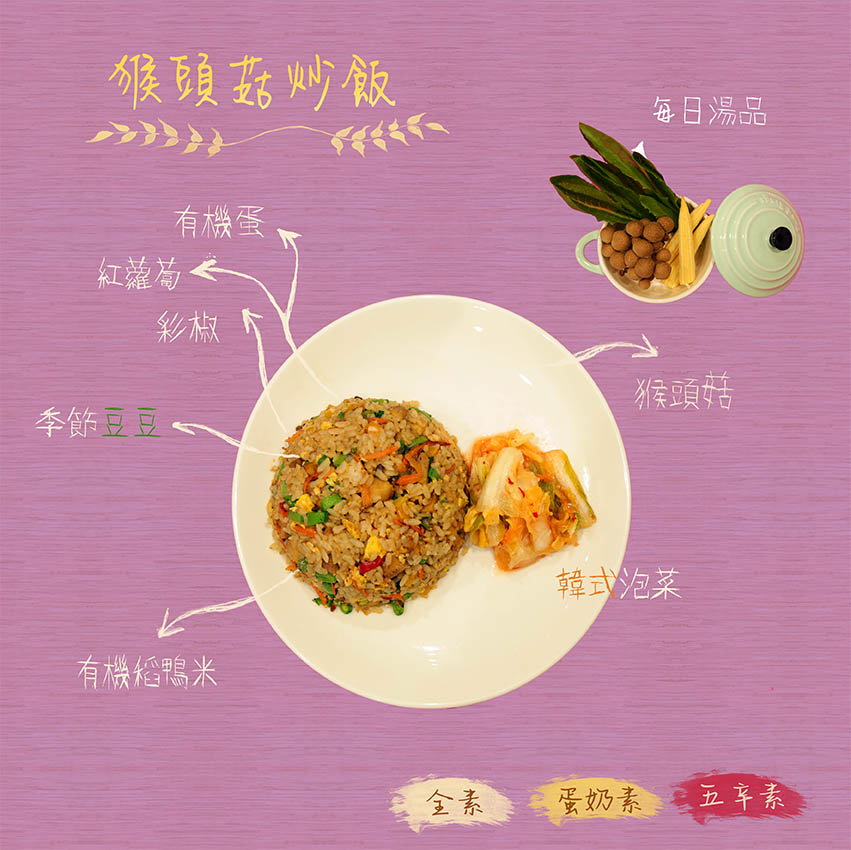 猴頭菇炒飯
每日湯品
有機蛋
紅蘿蔔
彩椒
猴頭菇
季節豆豆
韓式泡菜
有機稻鴨米
全素
蛋奶素
五辛素